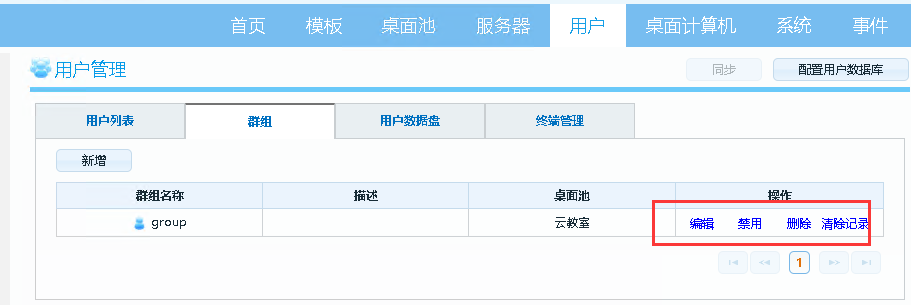 首页 模板 桌面池 服务器 用户 桌面计算机 系统 事件
用户管理 同步 配置用户数据库
用户列表 群组 用户数据盘 终端管理
新增
群组名称 描述 桌面池 操作
group 云教室 编辑 禁用 删除 清除记录
1